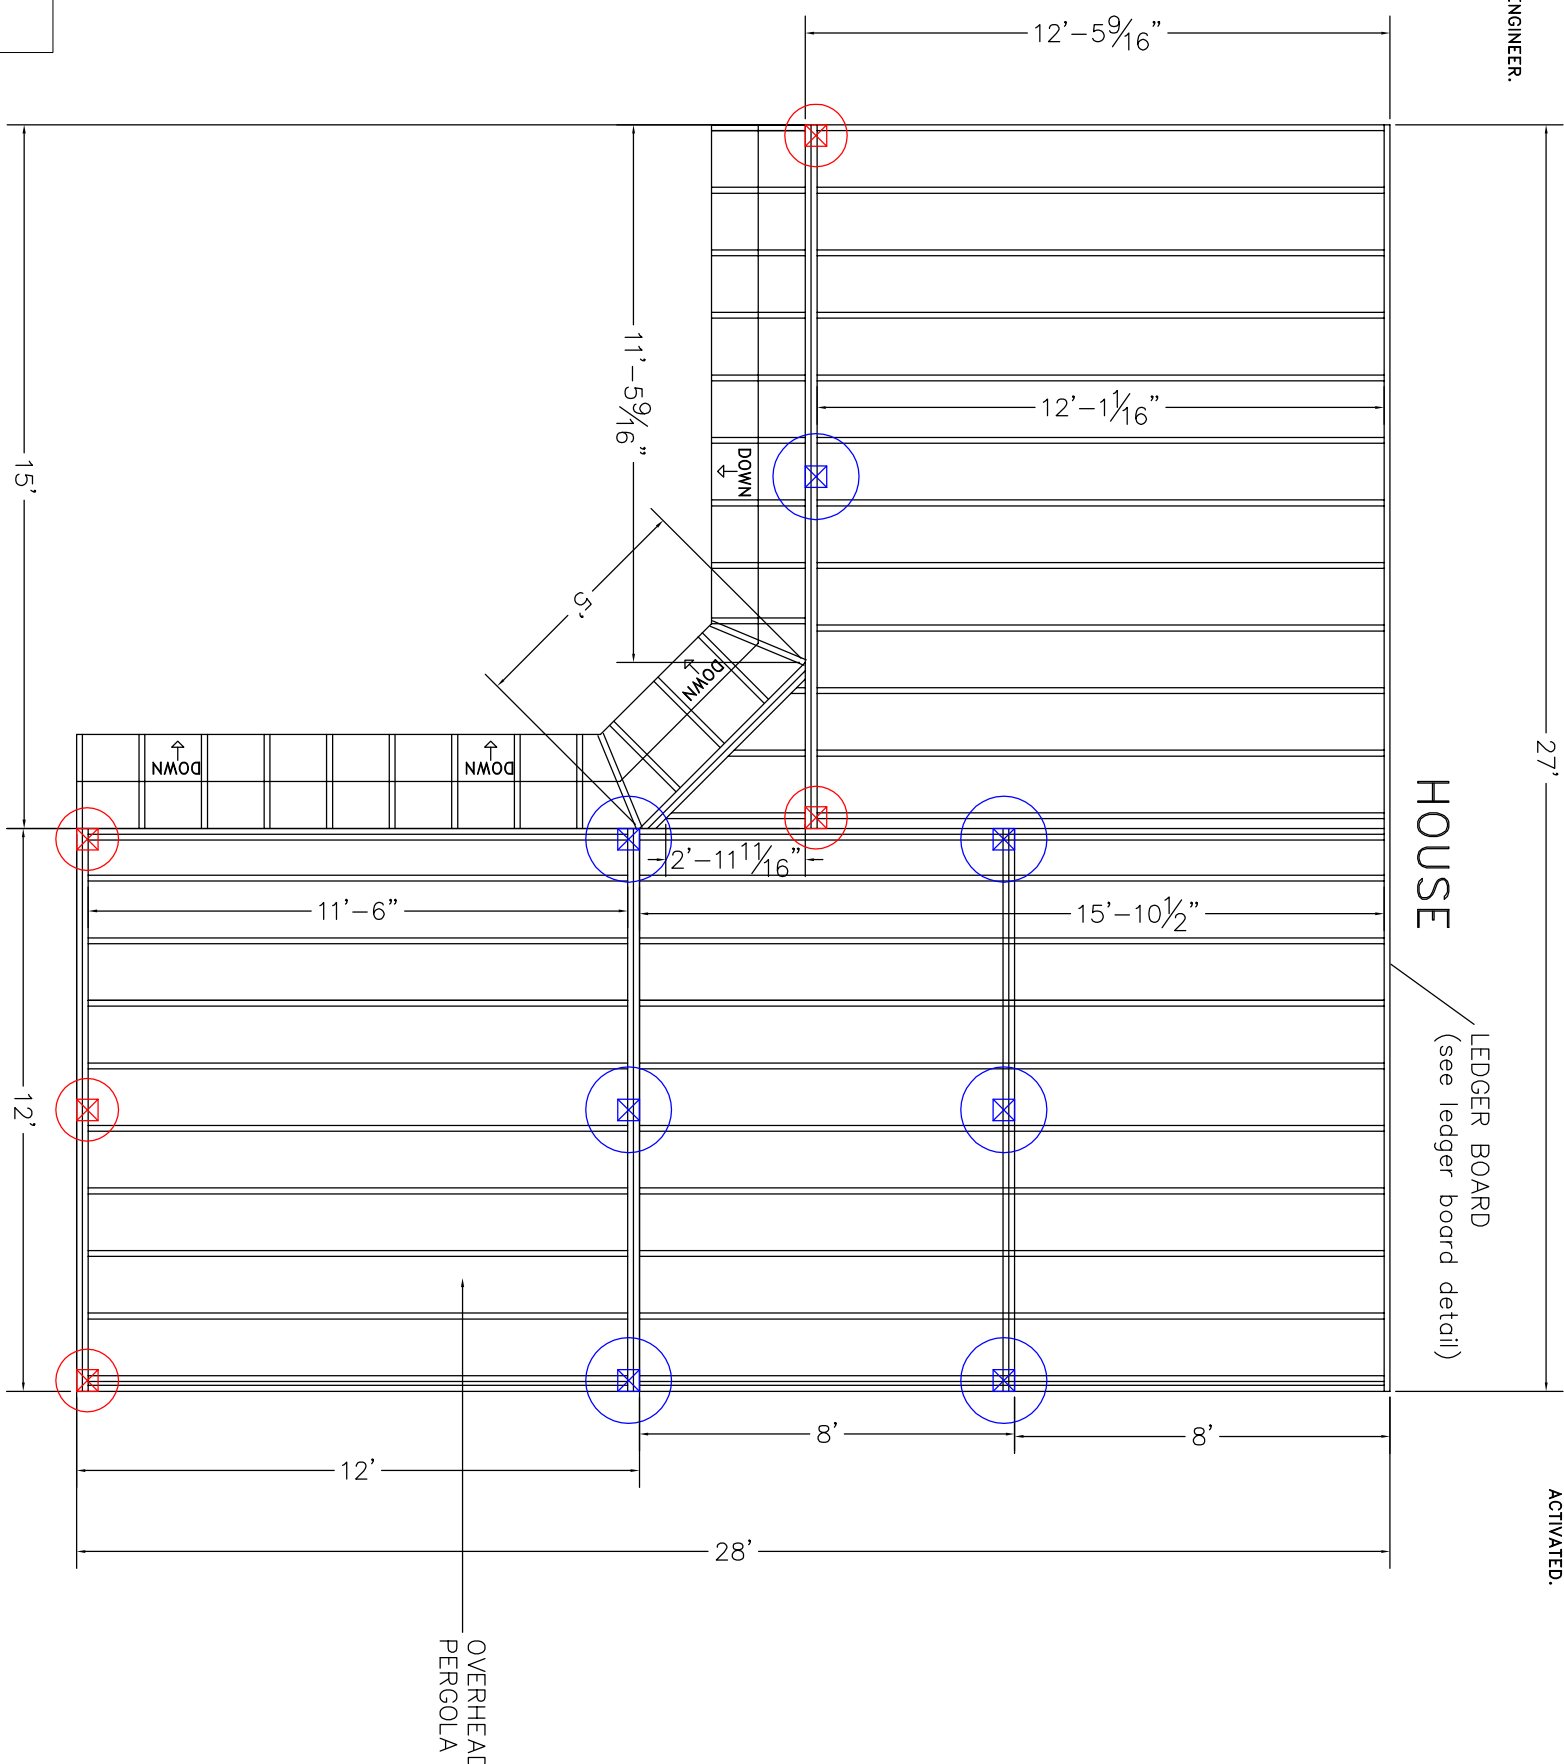 ENGINEER.
12'-5 9/16"
27'
HOUSE
LEDGER BOARD
(see ledger board detail)
12'-1 1/16"
11'-5 9/16"
DOWN
5'
DOWN
15'
DOWN
DOWN
2'-11 11/16"
11'-6"
15'-10 1/2"
12'
8'
8'
12'
28'
ACTIVATED.
OVERHEAD
PERGOLA